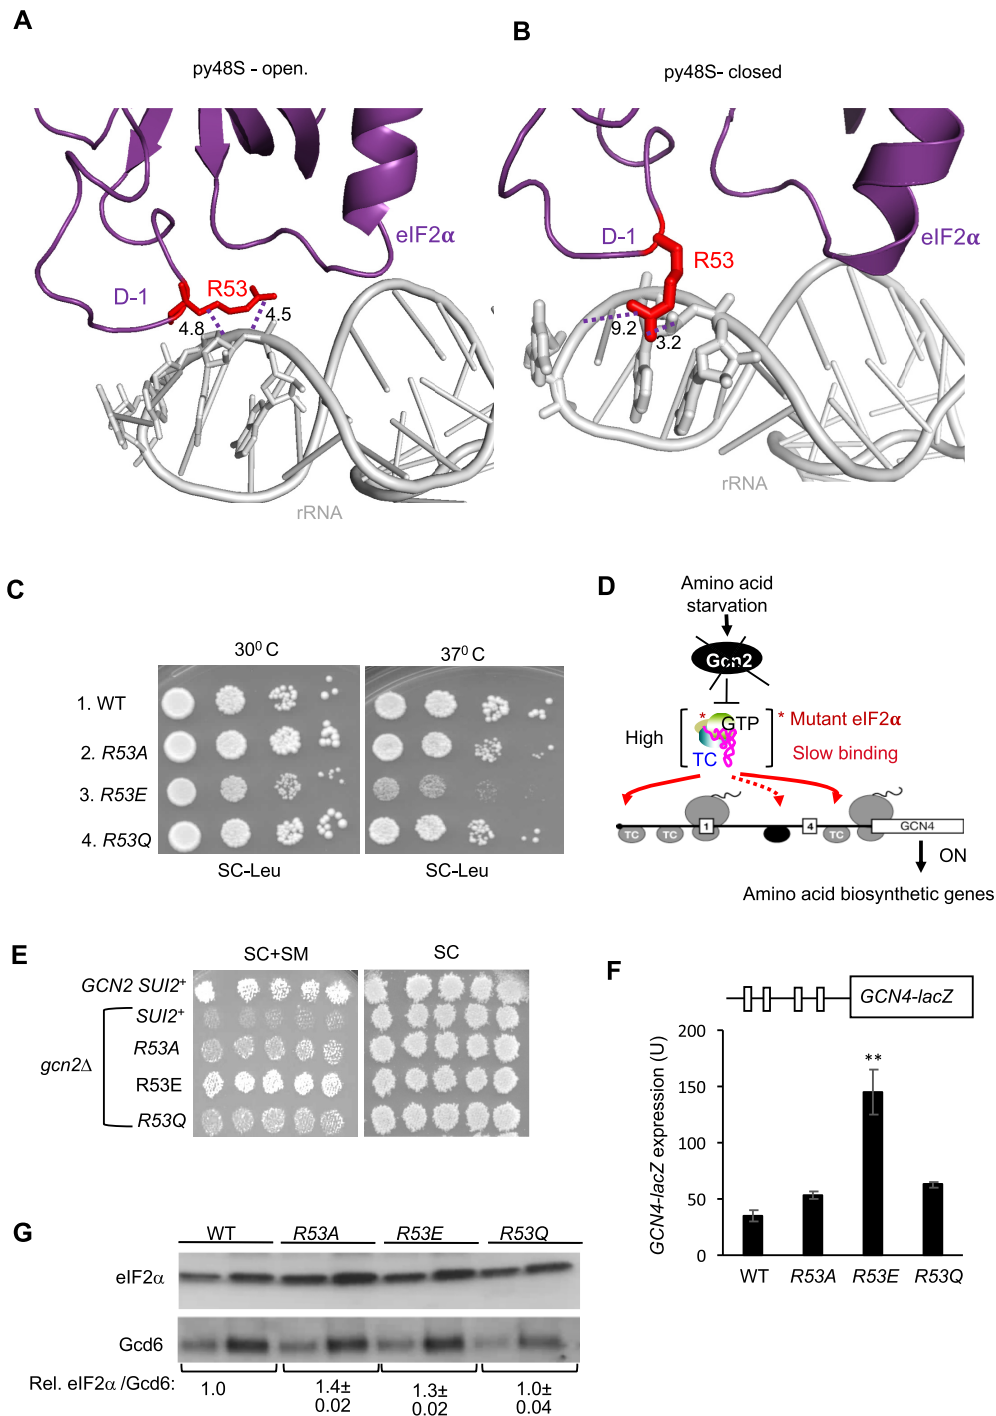 A
py48S - open.
eIF2α
D-1
R53
4.8
4.5
rRNA
B
py48S- closed
D-1
R53
eIF2α
9.2
3.2
rRNA
C
30⁰ C
37⁰ C
1. WT
2. R53A
3. R53E
4. R53Q
SC-Leu
SC-Leu
D
Amino acid
starvation
Gcn2
High
*
GTP
TC
* Mutant eIF2α
Slow binding
TC
TC
1
4
TC
GCN4
ON
Amino acid biosynthetic genes
E
SC+SM
SC
GCN2 SUI2⁺
SUI2⁺
gcn2Δ
R53A
R53E
R53Q
F
GCN4-lacZ
GCN4-lacZ expression (U)
200
150
100
50
0
**
WT
R53A
R53E
R53Q
G
WT
R53A
R53E
R53Q
eIF2α
Gcd6
Rel. eIF2α /Gcd6:
1.0
1.4±
0.02
1.3±
0.02
1.0±
0.04